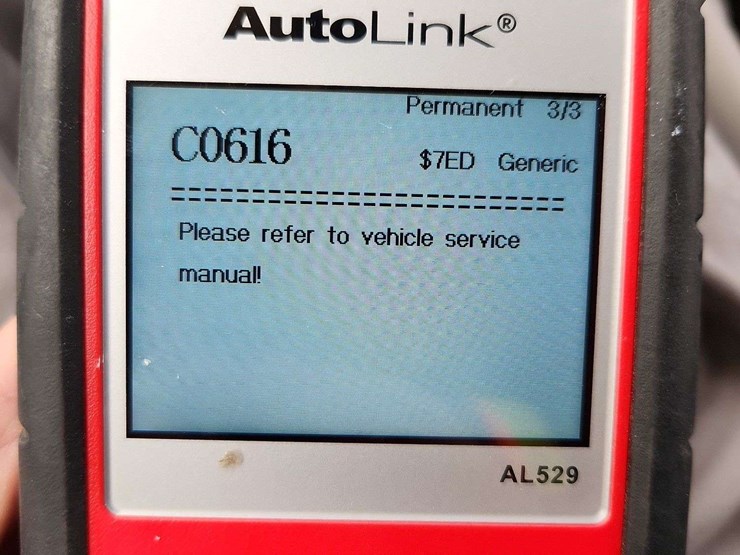 AutoLink®
Permanent 3/3
C0616
$7ED Generic
==========================
Please refer to vehicle service
manual!
AL529